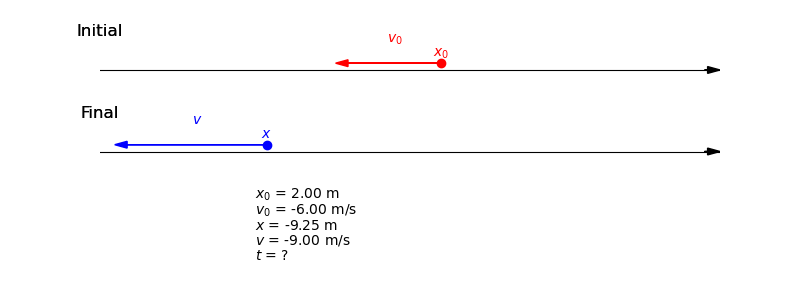 Initial
v₀
x₀
Final
v
x
x₀ = 2.00 m
v₀ = -6.00 m/s
x = -9.25 m
v = -9.00 m/s
t = ?